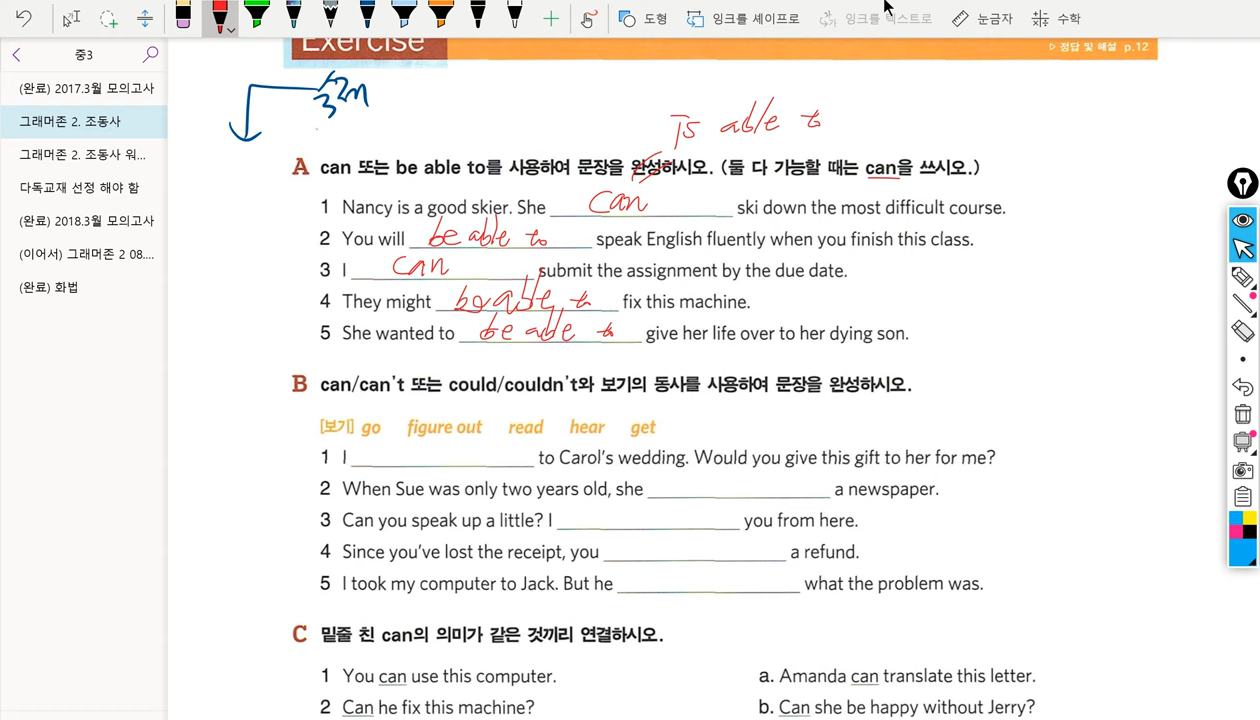 도형
잉크를 셰이프로
잉크를 텍스트로
눈금자
수학
중3
(완료) 2017.3월 모의고사
그래머존 2. 조동사
그래머존 2. 조동사 워...
다독교재 선정 해야 함
(완료) 2018.3월 모의고사
(이어서) 그래머존 2 08....
(완료) 화법
Exercise
▷ 정답 및 해설 p.12
is able to
A can 또는 be able to를 사용하여 문장을 완성하시오. (둘 다 가능할 때는 can을 쓰시오.)
1 Nancy is a good skier. She can ski down the most difficult course.
2 You will be able to speak English fluently when you finish this class.
3 I can submit the assignment by the due date.
4 They might be able to fix this machine.
5 She wanted to be able to give her life over to her dying son.
B can/can't 또는 could/couldn't와 보기의 동사를 사용하여 문장을 완성하시오.
[보기] go figure out read hear get
1 I ____ to Carol's wedding. Would you give this gift to her for me?
2 When Sue was only two years old, she ____ a newspaper.
3 Can you speak up a little? I ____ you from here.
4 Since you've lost the receipt, you ____ a refund.
5 I took my computer to Jack. But he ____ what the problem was.
C 밑줄 친 can의 의미가 같은 것끼리 연결하시오.
1 You can use this computer. a. Amanda can translate this letter.
2 Can he fix this machine? b. Can she be happy without Jerry?